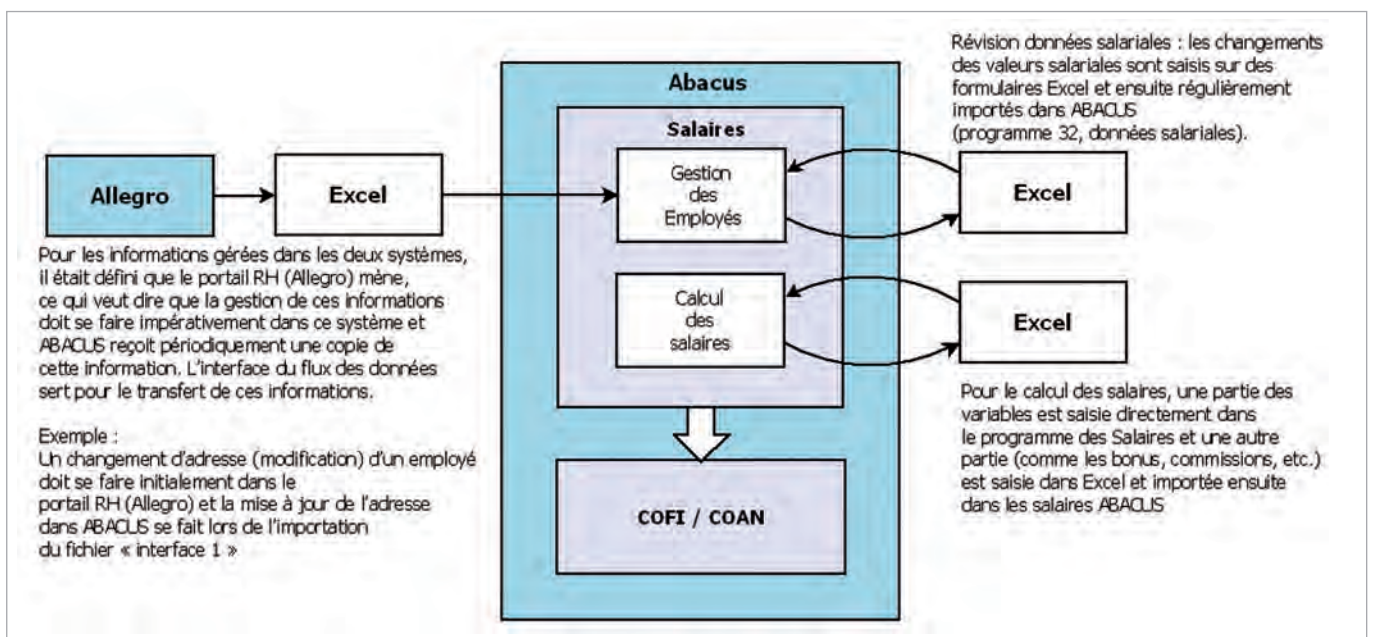 Révision données salariales : les changements
des valeurs salariales sont saisis sur des
formulaires Excel et ensuite régulièrement
importés dans ABACUS
(programme 32, données salariales).
Abacus
Salaires
Allegro
Excel
Gestion
des
Employés
Excel
Pour les informations gérées dans les deux systèmes,
il était défini que le portail RH (Allegro) mène,
ce qui veut dire que la gestion de ces informations
doit se faire impérativement dans ce système et
ABACUS reçoit périodiquement une copie de
cette information. L'interface du flux des données
sert pour le transfert de ces informations.
Exemple :
Un changement d'adresse (modification) d'un employé
doit se faire initialement dans le
portail RH (Allegro) et la mise à jour de l'adresse
dans ABACUS se fait lors de l'importation
du fichier « interface 1 »
Calcul
des
salaires
Excel
COFI / COAN
Pour le calcul des salaires, une partie des
variables est saisie directement dans
le programme des Salaires et une autre
partie (comme les bonus, commissions, etc.)
est saisie dans Excel et importée ensuite
dans les salaires ABACUS